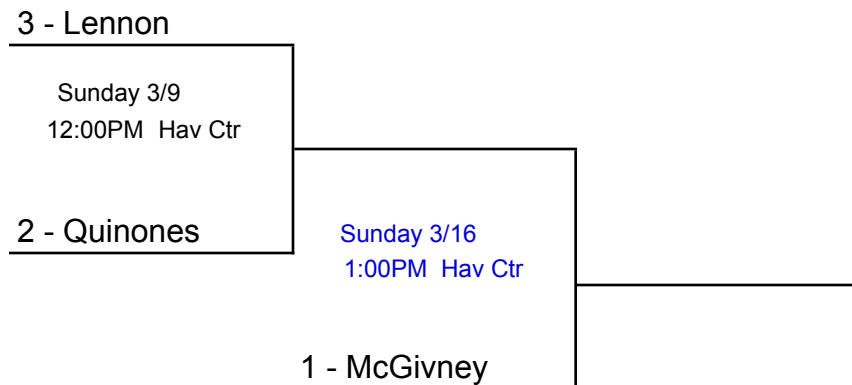 3 - Lennon
Sunday 3/9
12:00PM  Hav Ctr
2 - Quinones
Sunday 3/16
1:00PM  Hav Ctr
1 - McGivney